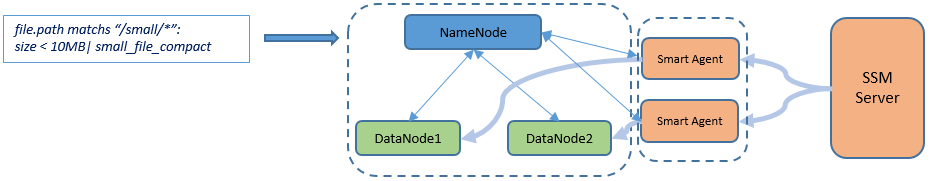 file.path matchs “/small/*”:
size < 10MB| small_file_compact
NameNode
DataNode1
DataNode2
Smart Agent
Smart Agent
SSM
Server